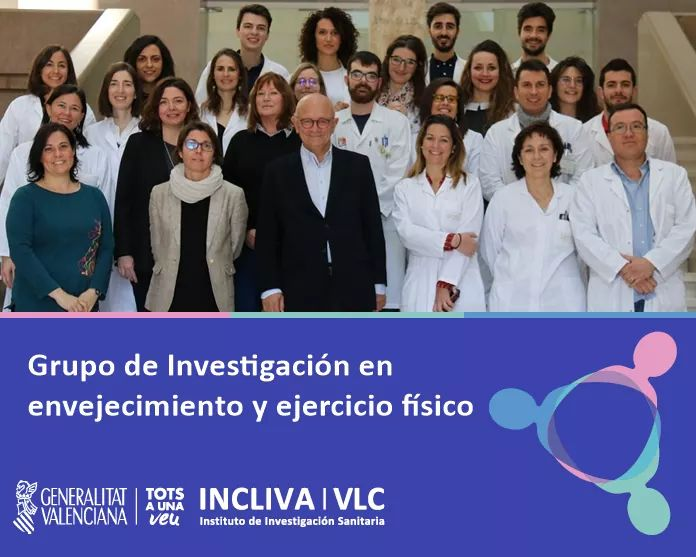 Grupo de Investigación en
envejecimiento y ejercicio físico
GENERALITAT
VALENCIANA
TOTS
A UNA
veu
INCLIVA | VLC
Instituto de Investigación Sanitaria